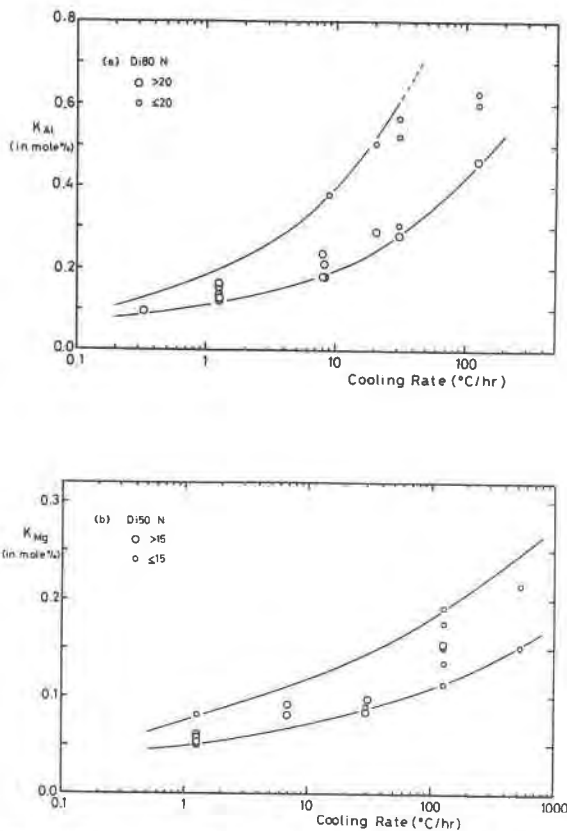 0.8
(a) Di80 N
>20
≤20
0.6
K Al
(in mole%)
0.4
0.2
0.0
0.1 1 10 100
Cooling Rate (°C/hr)
0.3
(b) Di50 N
>15
≤15
K Mg
(in mole%)
0.2
0.1
0.0
0.1 1 10 100 1000
Cooling Rate (°C/hr)